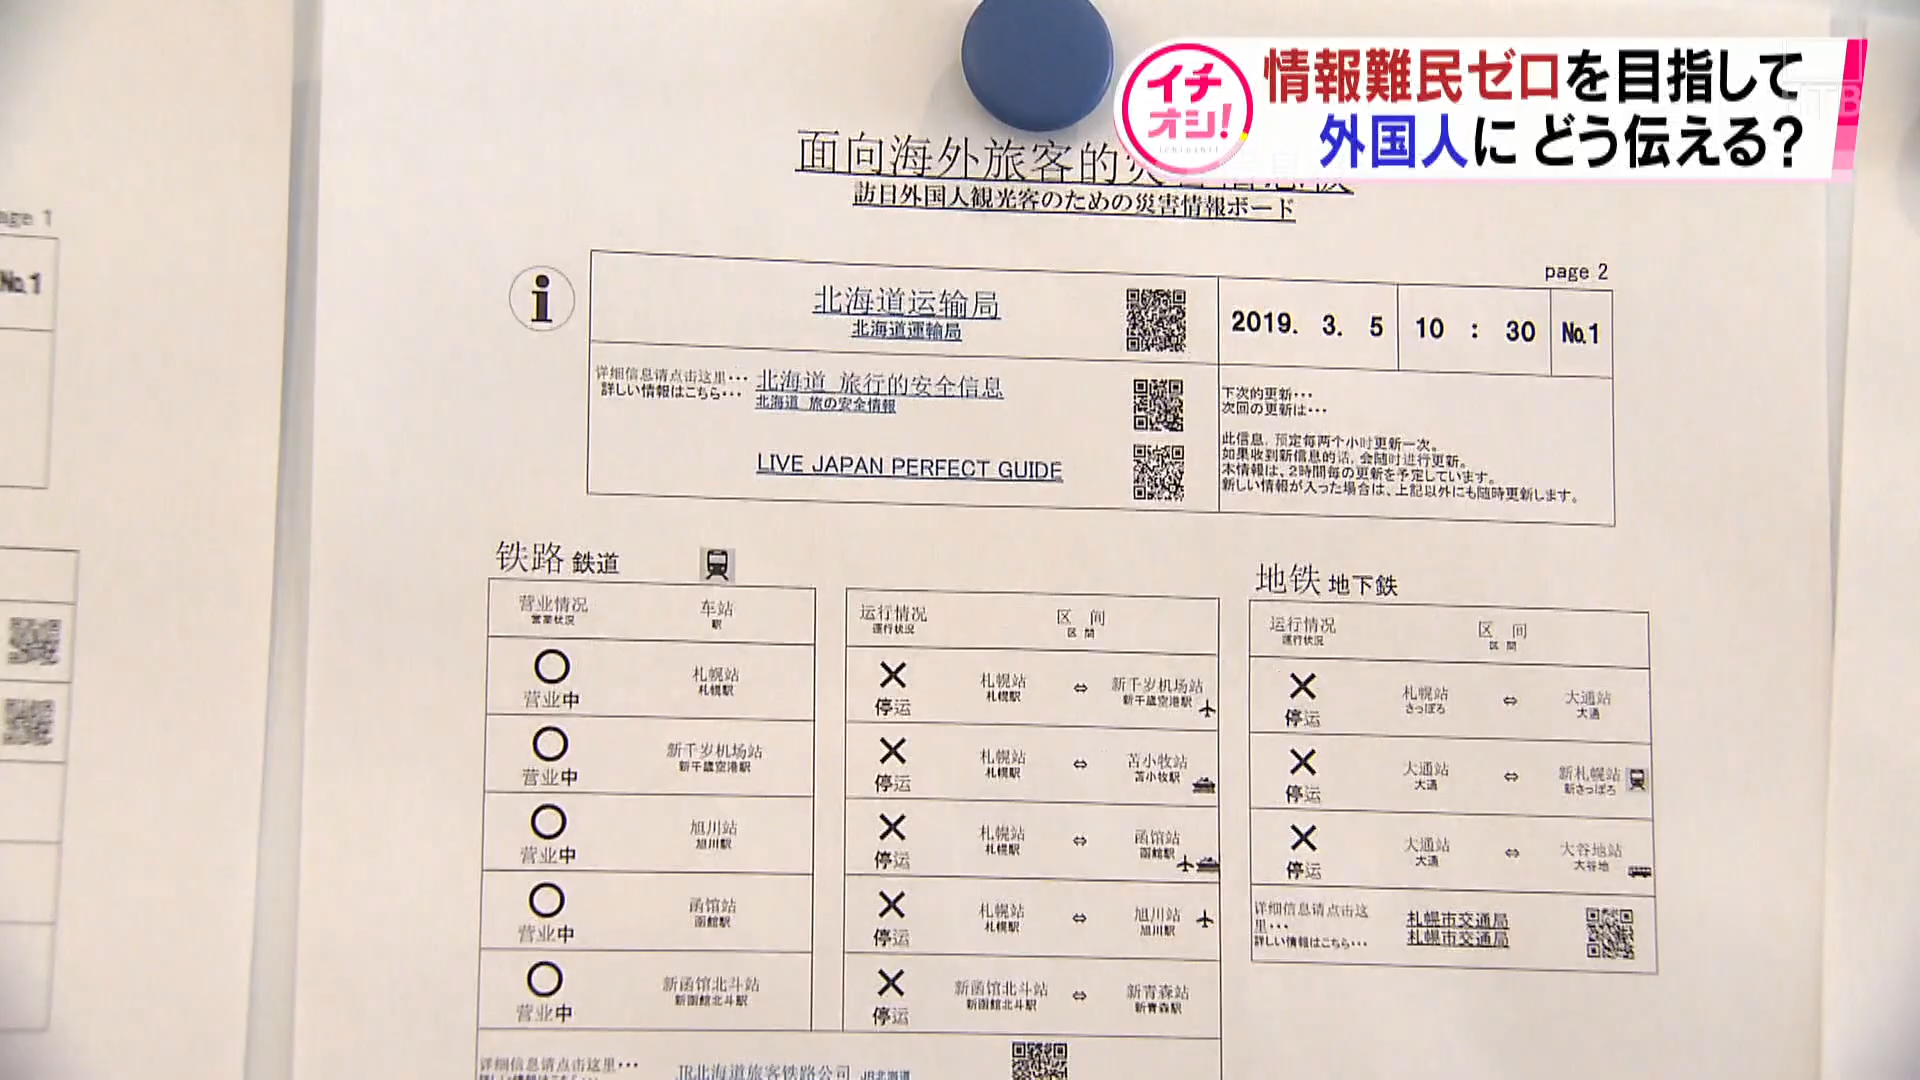 イチオシ!
ichioshi!
情報難民ゼロを目指して
外国人に どう伝える?
HTB
面向海外旅客的灾
訪日外国人観光客のための災害情報ボード
page 1
No.1
page 2
i
北海道运输局
北海道運輸局
2019. 3. 5
10 : 30
No.1
详细信息请点击这里・・・
詳しい情報はこちら・・・
北海道 旅行的安全信息
北海道 旅の安全情報
LIVE JAPAN PERFECT GUIDE
下次的更新・・・
次回の更新は・・・
此信息, 预定每两个小时更新一次。
如果收到新信息的话, 会随时进行更新。
本情報は、2時間毎の更新を予定しています。
新しい情報が入った場合は、上記以外にも随時更新します。
铁路 鉄道
营业情况 车站
営業状況 駅
营业中 札幌站
札幌駅
营业中 新千岁机场站
新千歳空港駅
营业中 旭川站
旭川駅
营业中 函馆站
函館駅
营业中 新函馆北斗站
新函館北斗駅
详细信息请点击这里・・・
JR北海道旅客铁路公司 JR北海道
运行情况 区 间
運行状況 区 間
停运 札幌站 ⇔ 新千岁机场站
札幌駅 新千歳空港駅
停运 札幌站 ⇔ 苫小牧站
札幌駅 苫小牧駅
停运 札幌站 ⇔ 函馆站
札幌駅 函館駅
停运 札幌站 ⇔ 旭川站
札幌駅 旭川駅
停运 新函馆北斗站 ⇔ 新青森站
新函館北斗駅 新青森駅
地铁 地下鉄
运行情况 区 间
運行状況 区 間
停运 札幌站 ⇔ 大通站
さっぽろ 大通
停运 大通站 ⇔ 新札幌站
大通 新さっぽろ
停运 大通站 ⇔ 大谷地站
大通 大谷地
详细信息请点击这
里・・・
詳しい情報はこちら・・・
札幌市交通局
札幌市交通局